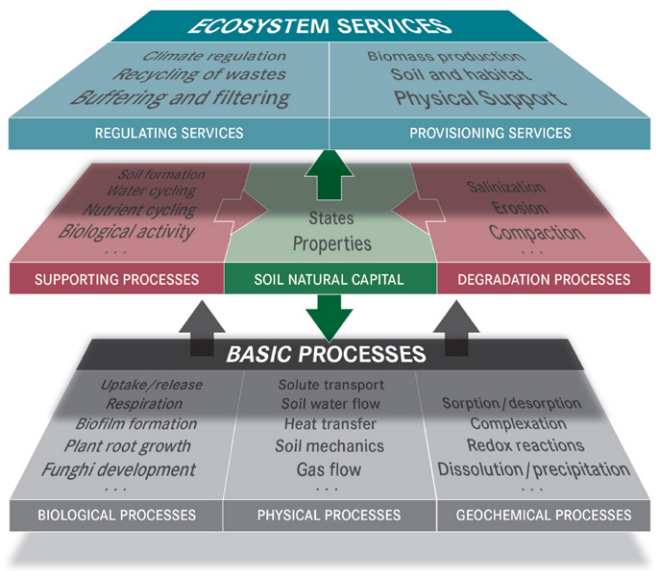 ECOSYSTEM SERVICES
Climate regulation
Recycling of wastes
Buffering and filtering
REGULATING SERVICES
Biomass production
Soil and habitat
Physical Support
PROVISIONING SERVICES
Soil formation
Water cycling
Nutrient cycling
Biological activity
...
SUPPORTING PROCESSES
States
Properties
SOIL NATURAL CAPITAL
Salinization
Erosion
Compaction
...
DEGRADATION PROCESSES
BASIC PROCESSES
Uptake/release
Respiration
Biofilm formation
Plant root growth
Funghi development
...
BIOLOGICAL PROCESSES
Solute transport
Soil water flow
Heat transfer
Soil mechanics
Gas flow
...
PHYSICAL PROCESSES
Sorption/desorption
Complexation
Redox reactions
Dissolution/precipitation
...
GEOCHEMICAL PROCESSES